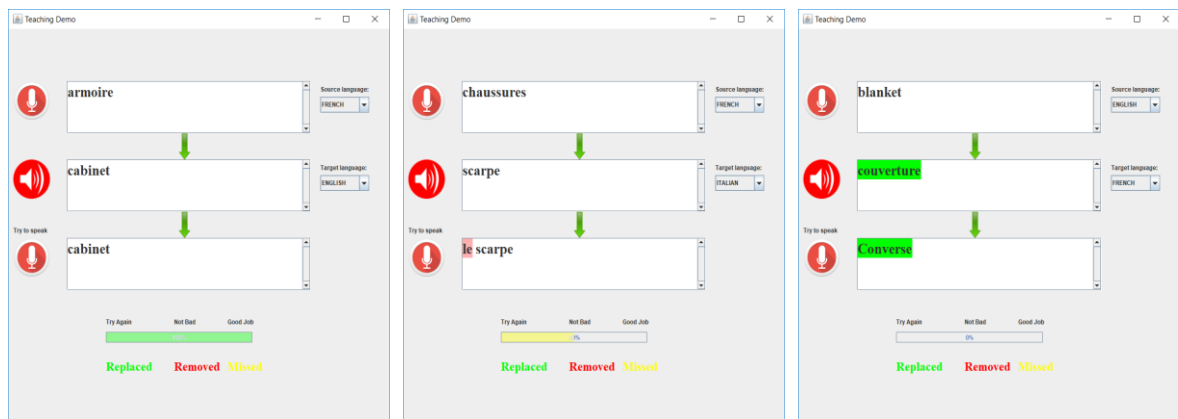 Teaching Demo
armoire
Source language:
FRENCH
cabinet
Target language:
ENGLISH
Try to speak
cabinet
Try Again Not Bad Good Job
Replaced Removed Missed
Teaching Demo
chaussures
Source language:
FRENCH
scarpe
Target language:
ITALIAN
Try to speak
le scarpe
Try Again Not Bad Good Job
Replaced Removed Missed
Teaching Demo
blanket
Source language:
ENGLISH
couverture
Target language:
FRENCH
Try to speak
Converse
Try Again Not Bad Good Job
0%
Replaced Removed Missed